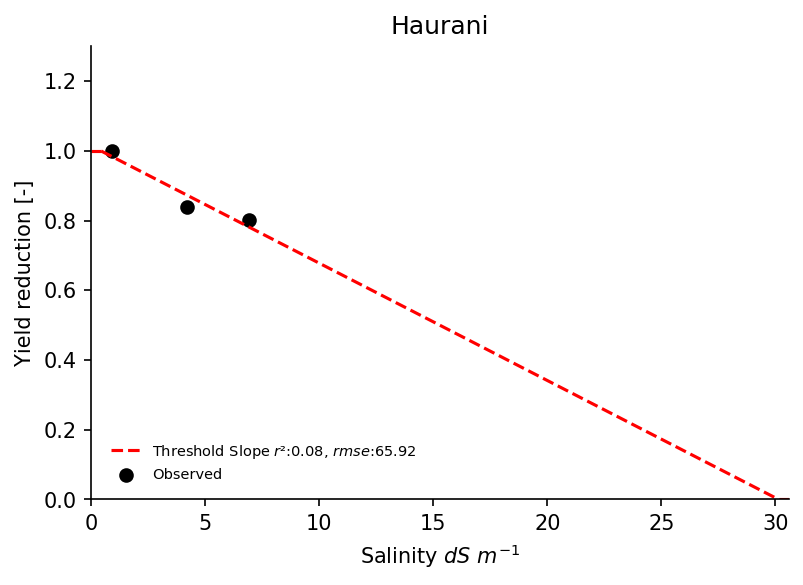 Haurani
Yield reduction [-]
1.2
1.0
0.8
0.6
0.4
0.2
0.0
Threshold Slope r²:0.08, rmse:65.92
Observed
0 5 10 15 20 25 30
Salinity dS m⁻¹